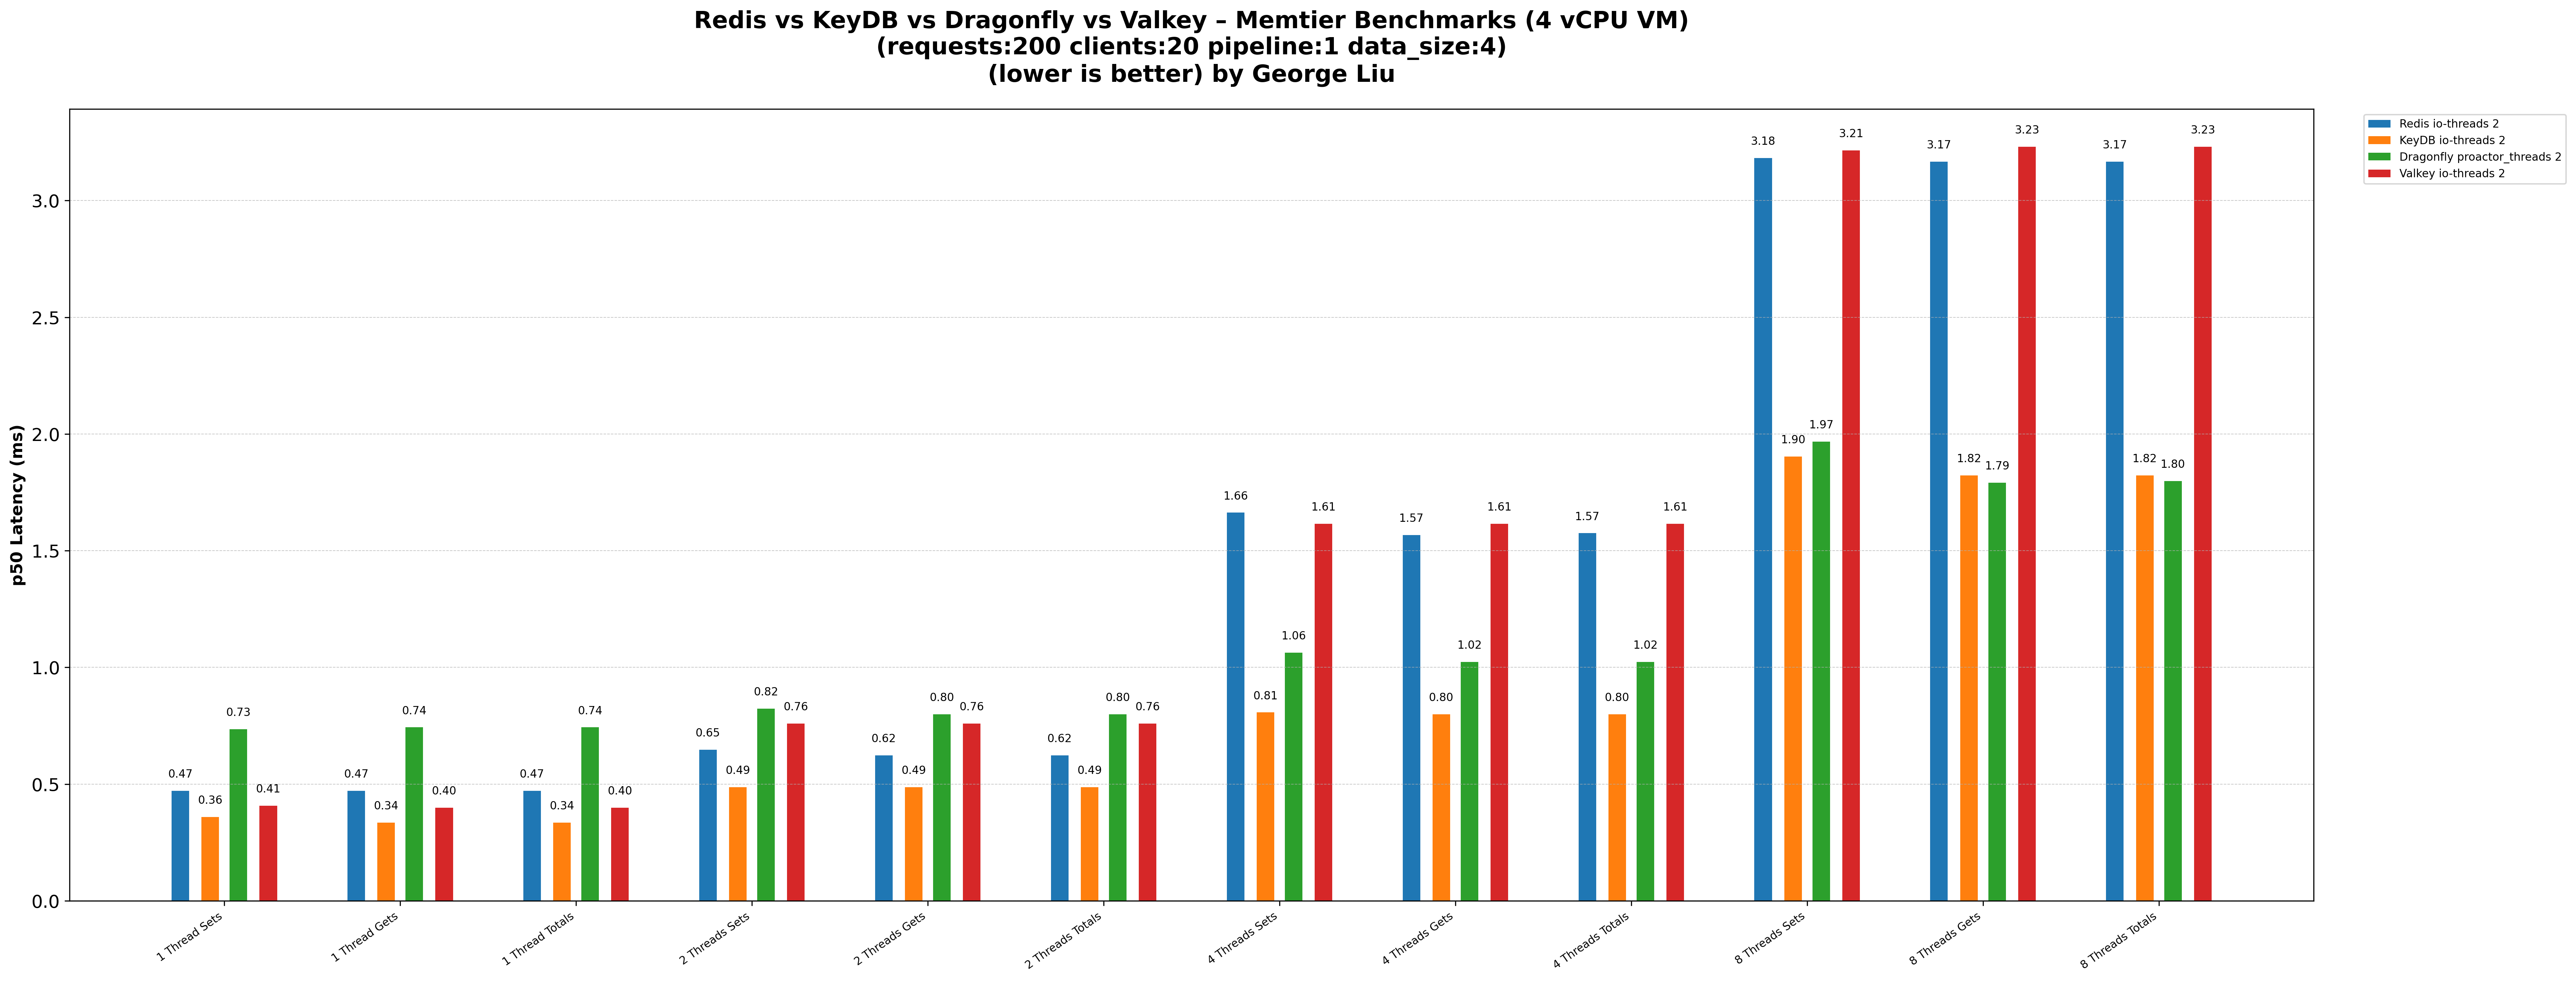 Redis vs KeyDB vs Dragonfly vs Valkey – Memtier Benchmarks (4 vCPU VM)
(requests:200 clients:20 pipeline:1 data_size:4)
(lower is better) by George Liu
Redis io-threads 2
KeyDB io-threads 2
Dragonfly proactor_threads 2
Valkey io-threads 2
p50 Latency (ms)
3.0
2.5
2.0
1.5
1.0
0.5
0.0
0.47 0.36 0.73 0.41
0.47 0.34 0.74 0.40
0.47 0.34 0.74 0.40
0.65 0.49 0.82 0.76
0.62 0.49 0.80 0.76
0.62 0.49 0.80 0.76
1.66 0.81 1.06 1.61
1.57 0.80 1.02 1.61
1.57 0.80 1.02 1.61
3.18 1.90 1.97 3.21
3.17 1.82 1.79 3.23
3.17 1.82 1.80 3.23
1 Thread Sets
1 Thread Gets
1 Thread Totals
2 Threads Sets
2 Threads Gets
2 Threads Totals
4 Threads Sets
4 Threads Gets
4 Threads Totals
8 Threads Sets
8 Threads Gets
8 Threads Totals